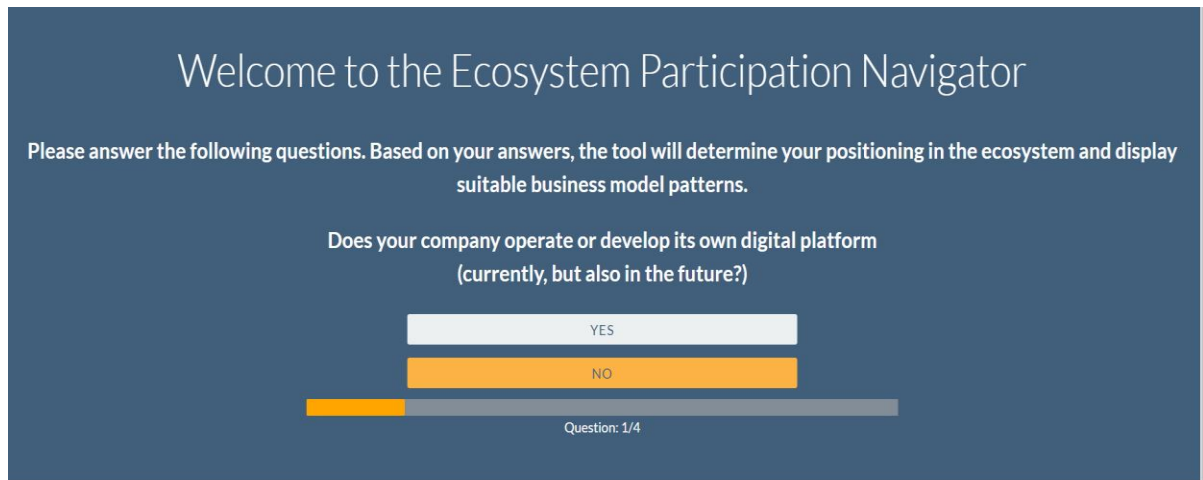 Welcome to the Ecosystem Participation Navigator
Please answer the following questions. Based on your answers, the tool will determine your positioning in the ecosystem and display
suitable business model patterns.
Does your company operate or develop its own digital platform
(currently, but also in the future?)
YES
NO
Question: 1/4